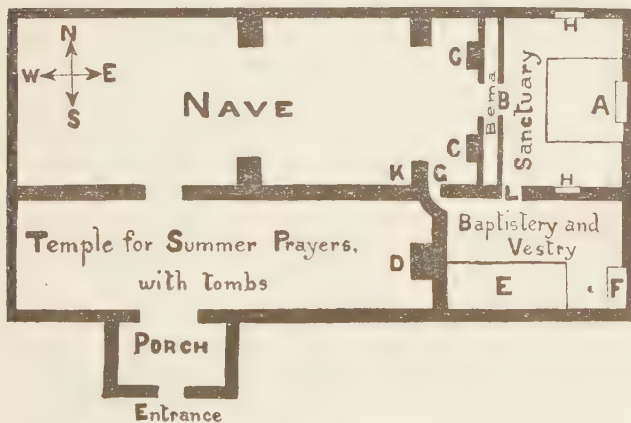 N
W E
S
NAVE
C
C
K G
Bema
B
Sanctuary
H
A
H
L
Temple for Summer Prayers,
with tombs
D
Baptistery and
Vestry
E
F
PORCH
Entrance